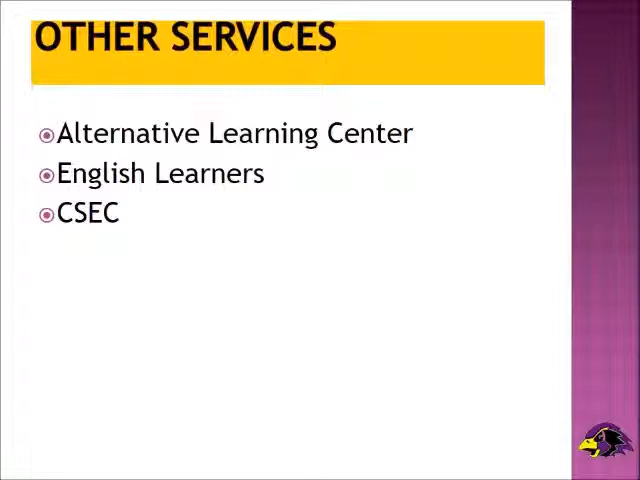 OTHER SERVICES
Alternative Learning Center
English Learners
CSEC